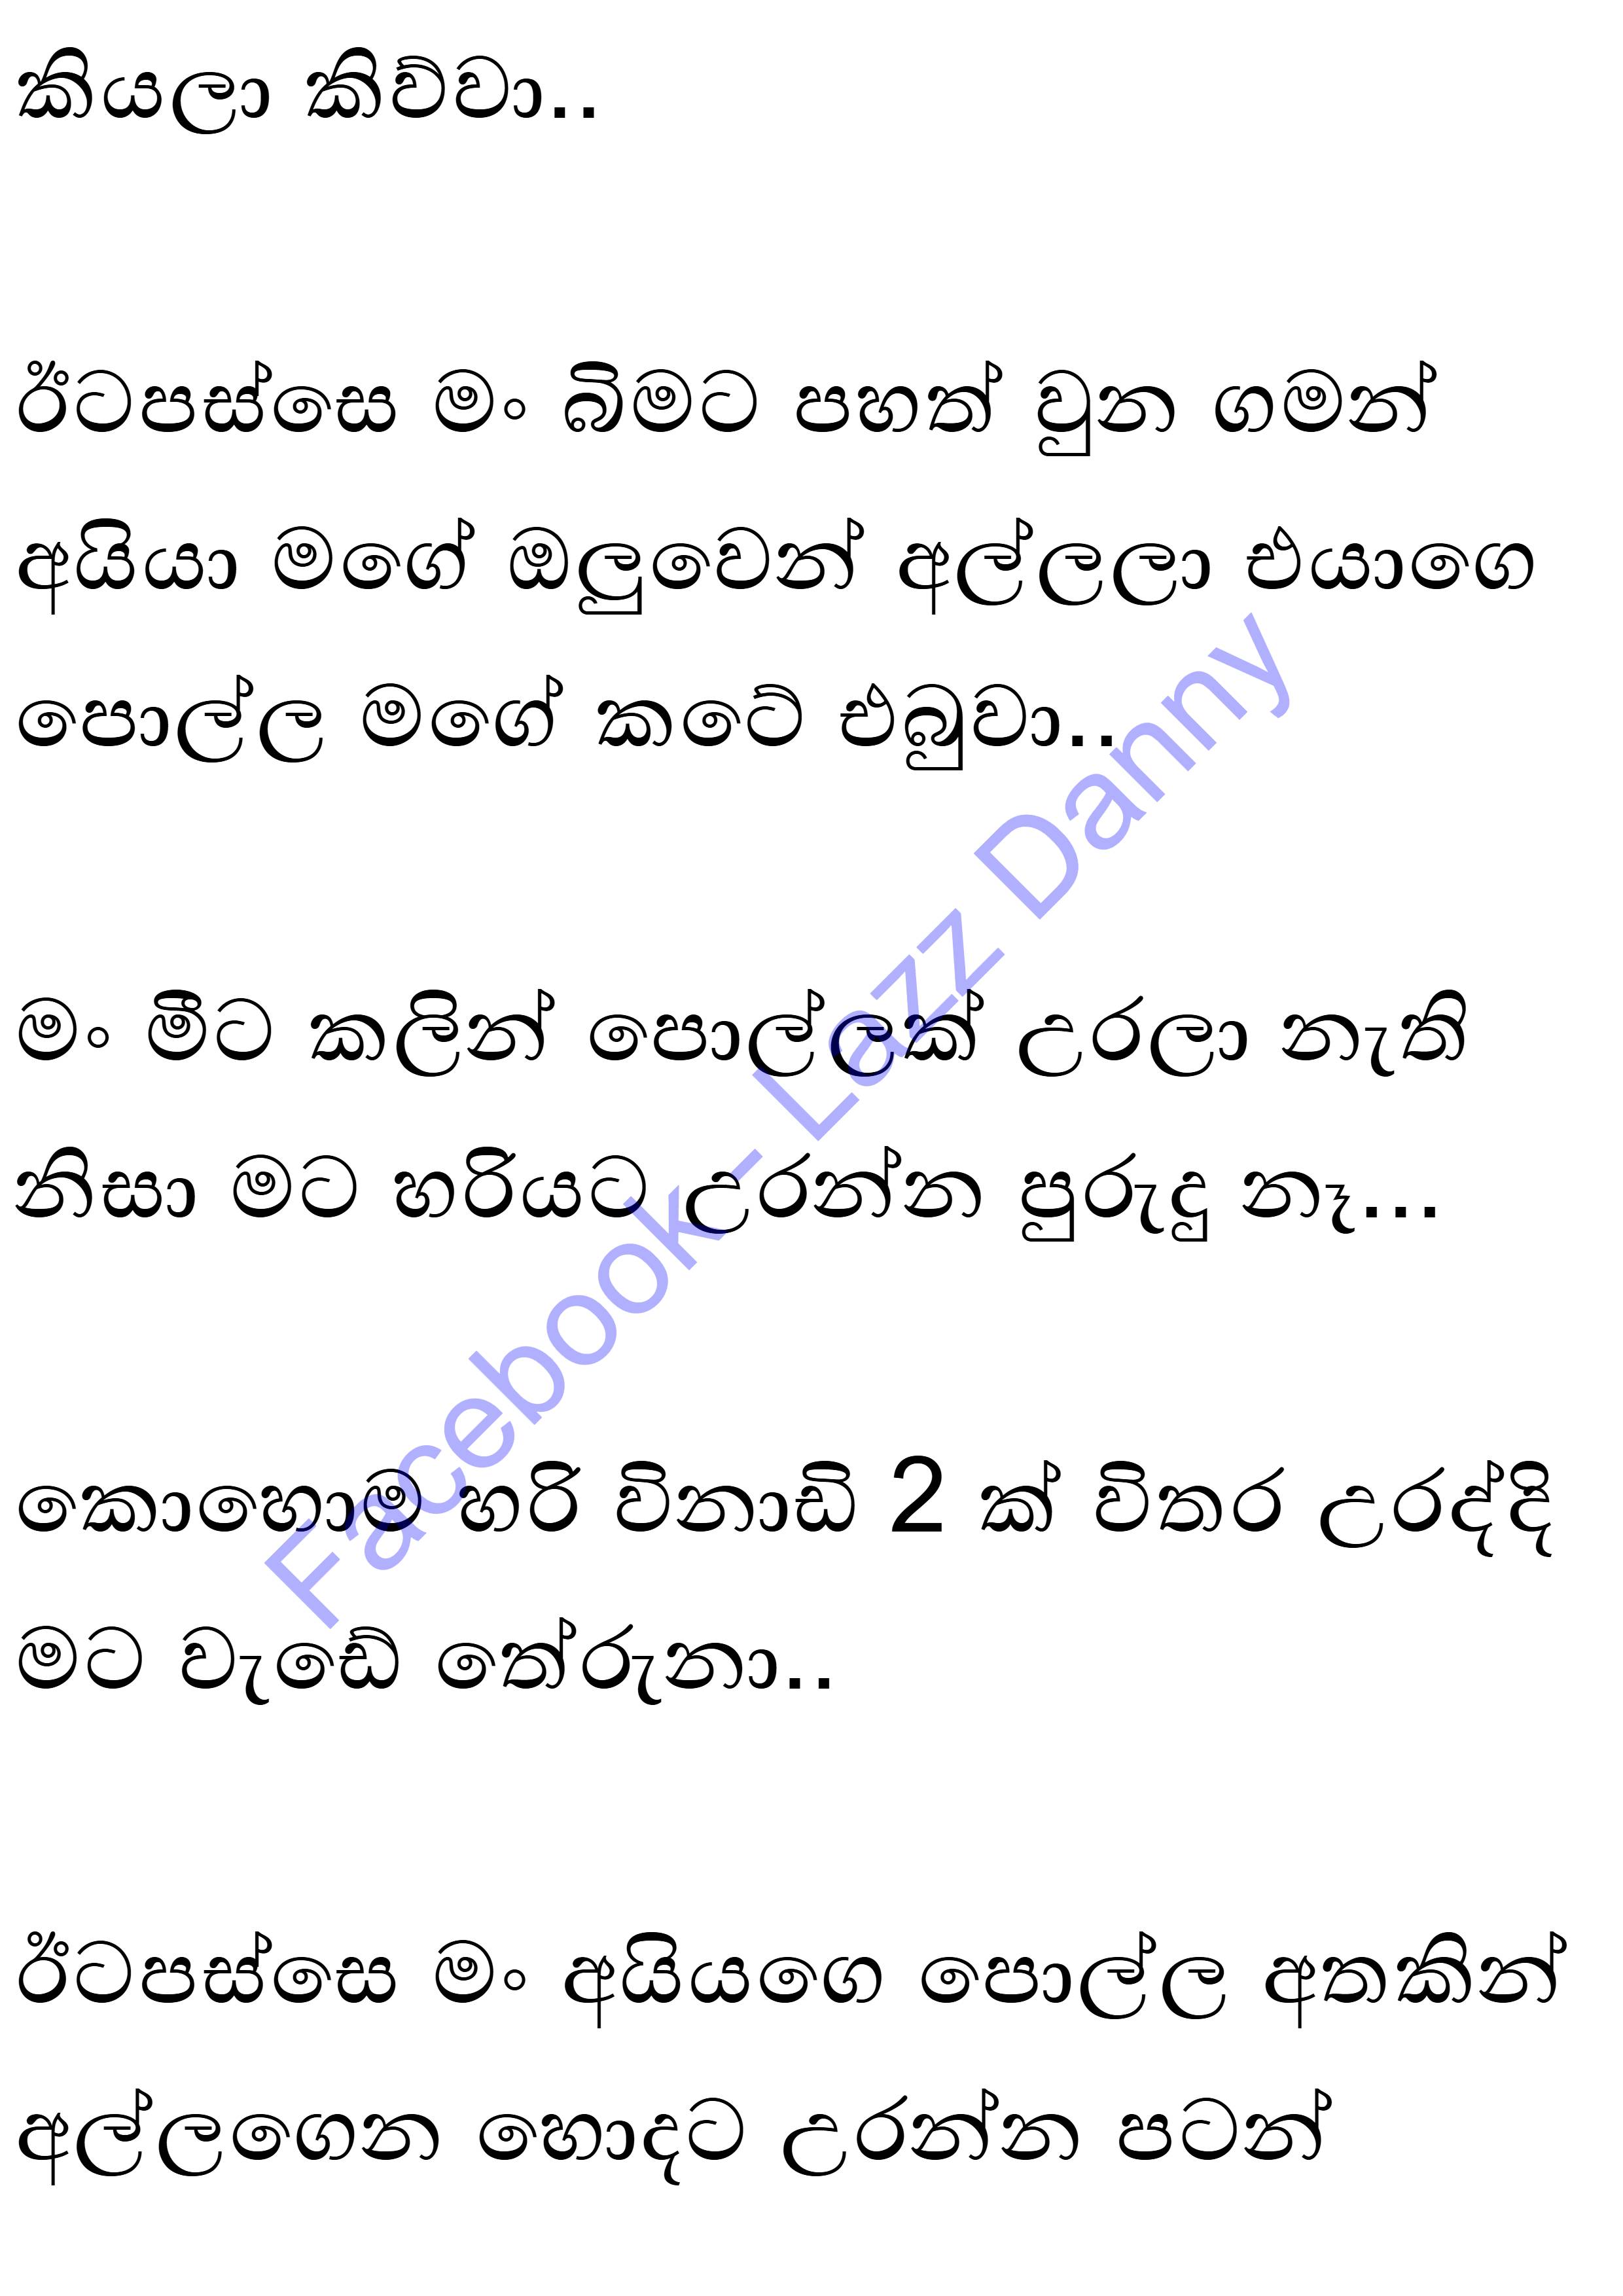 කියලා කිව්වා..
ඊටපස්සෙ මං බිමට පහත් වුන ගමන්
අයියා මගේ ඔලුවෙන් අල්ලලා එයාගෙ
පොල්ල මගේ කටේ එබුවා..
මං මීට කලින් පොල්ලක් උරලා නැති
නිසා මට හරියට උරන්න පුරුදු නෑ...
කොහොම හරි විනාඩි 2 ක් විතර උරද්දි
මට වැඩේ තේරුනා..
ඊටපස්සෙ මං අයියගෙ පොල්ල අතකින්
අල්ලගෙන හොදට උරන්න පටන්
Facebook - Lazz Danny